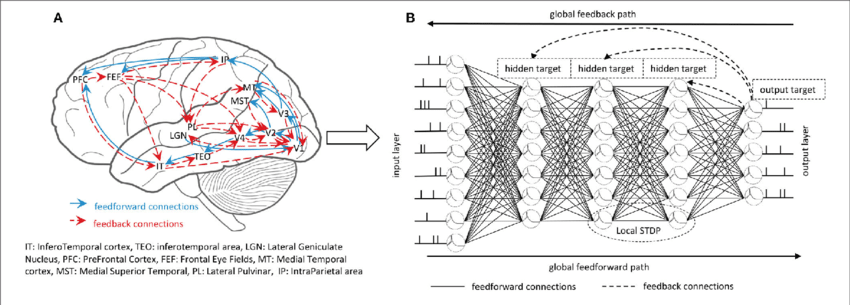 A
PFC
FEF
IP
MT
MST
V3
PL
LGN
V4
V2
V1
TEO
IT
feedforward connections
feedback connections
IT: InferoTemporal cortex, TEO: inferotemporal area, LGN: Lateral Geniculate
Nucleus, PFC: PreFrontal Cortex, FEF: Frontal Eye Fields, MT: Medial Temporal
cortex, MST: Medial Superior Temporal, PL: Lateral Pulvinar, IP: IntraParietal area
B
global feedback path
hidden target
hidden target
hidden target
output target
input layer
output layer
Local STDP
global feedforward path
feedforward connections
feedback connections